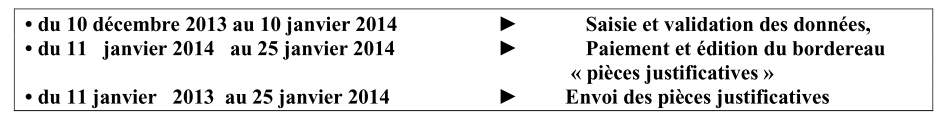 • du 10 décembre 2013 au 10 janvier 2014 ► Saisie et validation des données,
• du 11 janvier 2014 au 25 janvier 2014 ► Paiement et édition du bordereau
« pièces justificatives »
• du 11 janvier 2013 au 25 janvier 2014 ► Envoi des pièces justificatives